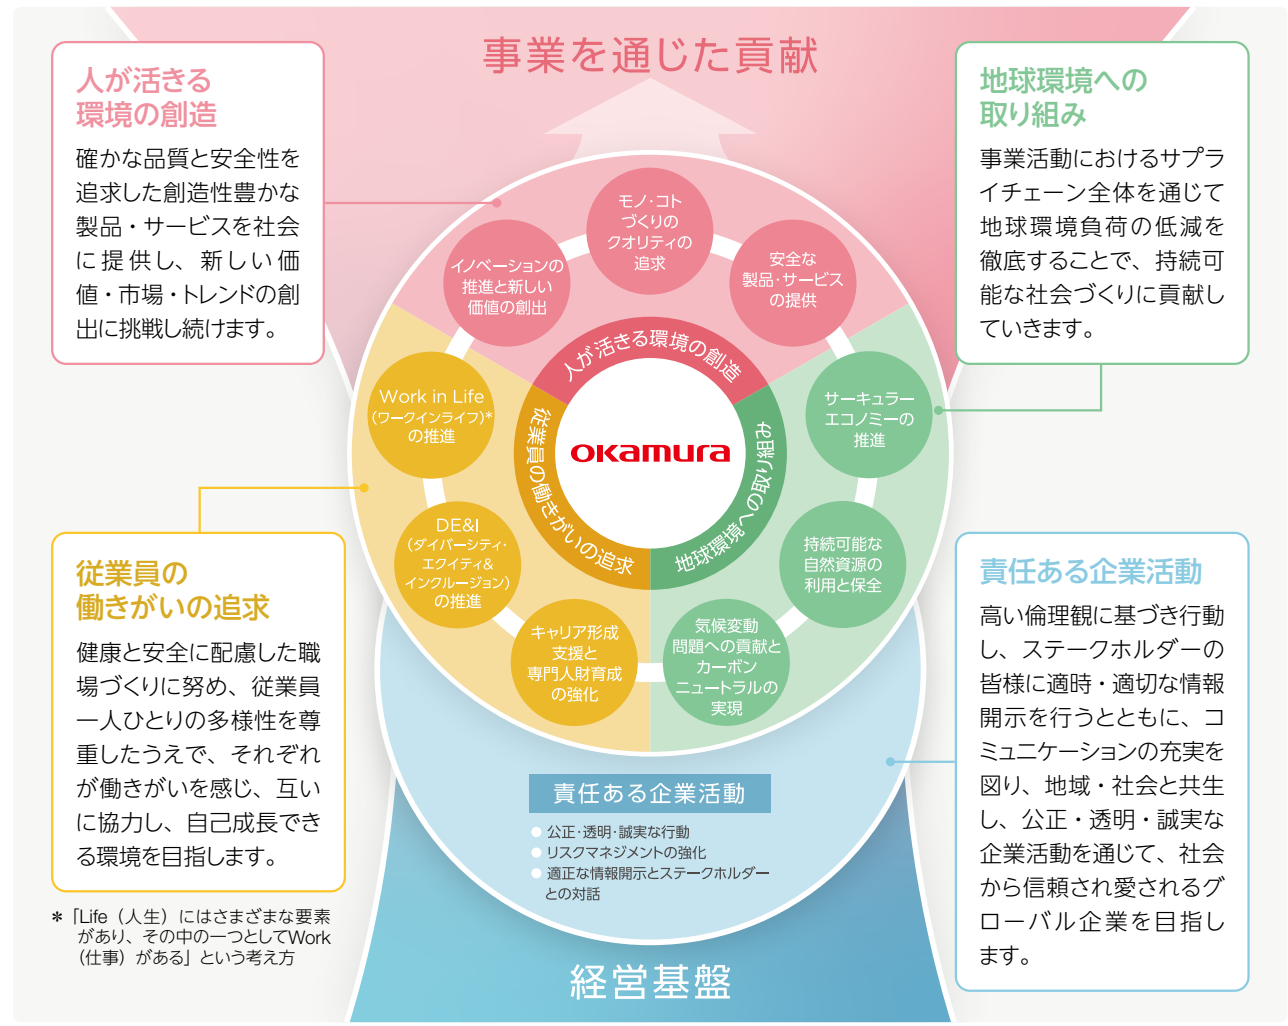 事業を通じた貢献
人が活きる
環境の創造
確かな品質と安全性を
追求した創造性豊かな
製品・サービスを社会
に提供し、新しい価
値・市場・トレンドの創
出に挑戦し続けます。
地球環境への
取り組み
事業活動におけるサプラ
イチェーン全体を通じて
地球環境負荷の低減を
徹底することで、持続可
能な社会づくりに貢献し
ていきます。
イノベーションの
推進と新しい
価値の創出
モノ・コト
づくりの
クオリティの
追求
安全な
製品・サービス
の提供
人が活きる環境の創造
従業員の働きがいの追求
地球環境への取り組み
okamura
Work in Life
（ワークインライフ）*
の推進
DE&I
（ダイバーシティ・
エクイティ&
インクルージョン）
の推進
キャリア形成
支援と
専門人財育成
の強化
サーキュラー
エコノミーの
推進
持続可能な
自然資源の
利用と保全
気候変動
問題への貢献と
カーボン
ニュートラルの
実現
従業員の
働きがいの追求
健康と安全に配慮した職
場づくりに努め、従業員
一人ひとりの多様性を尊
重したうえで、それぞれ
が働きがいを感じ、互い
に協力し、自己成長でき
る環境を目指します。
＊「Life（人生）にはさまざまな要素
があり、その中の一つとしてWork
（仕事）がある」という考え方
責任ある企業活動
高い倫理観に基づき行動
し、ステークホルダーの
皆様に適時・適切な情報
開示を行うとともに、コ
ミュニケーションの充実を
図り、地域・社会と共生
し、公正・透明・誠実な
企業活動を通じて、社会
から信頼され愛されるグ
ローバル企業を目指し
ます。
責任ある企業活動
● 公正・透明・誠実な行動
● リスクマネジメントの強化
● 適正な情報開示とステークホルダー
との対話
経営基盤